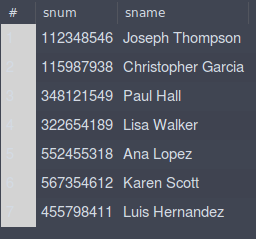 # snum sname
112348546 Joseph Thompson
115987938 Christopher Garcia
348121549 Paul Hall
322654189 Lisa Walker
552455318 Ana Lopez
567354612 Karen Scott
455798411 Luis Hernandez